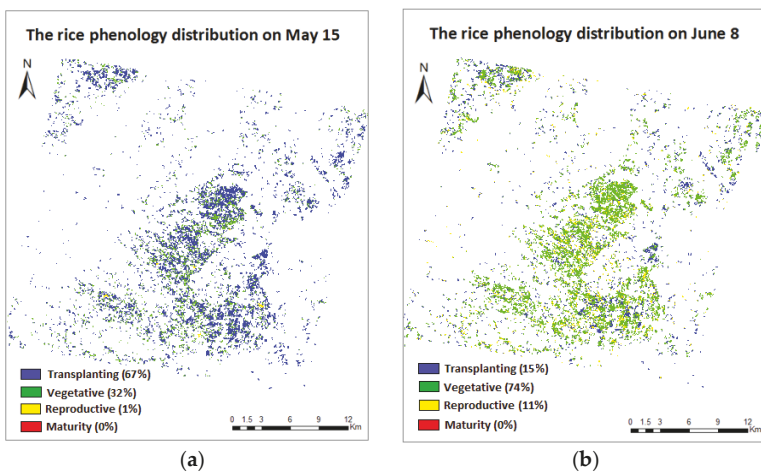 The rice phenology distribution on May 15
N
Transplanting (67%)
Vegetative (32%)
Reproductive (1%)
Maturity (0%)
0 1.5 3 6 9 12
Km
(a)
The rice phenology distribution on June 8
N
Transplanting (15%)
Vegetative (74%)
Reproductive (11%)
Maturity (0%)
0 1.5 3 6 9 12
Km
(b)